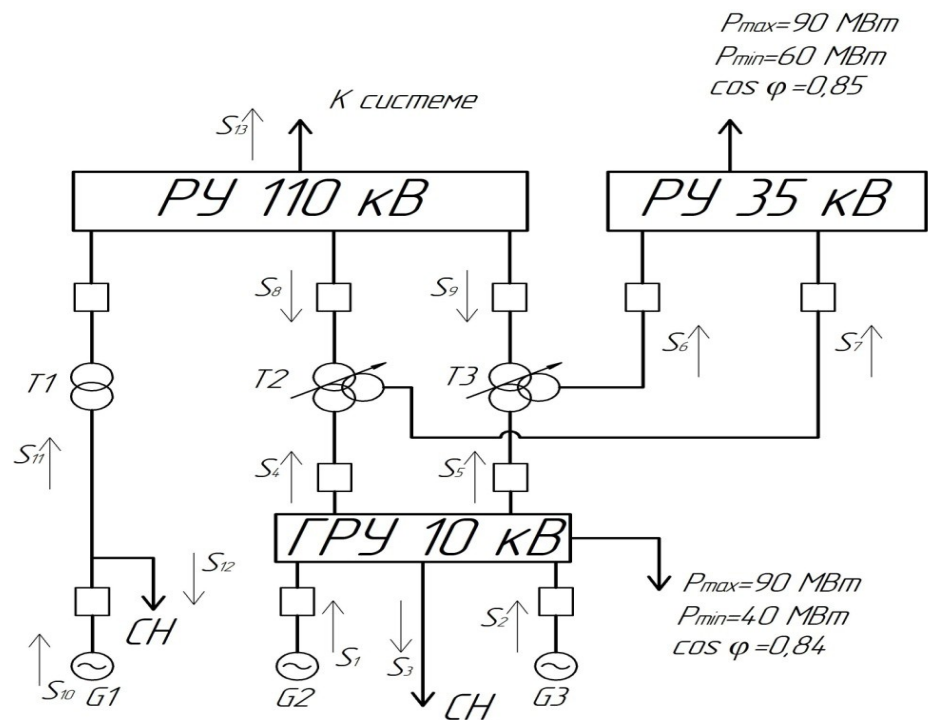 Pmax=90 МВт
Pmin=60 МВт
cos φ=0,85
К системе
S13
РУ 110 кВ
РУ 35 кВ
S8
S9
S6
S7
T1
T2
T3
S11
S4
S5
ГРУ 10 кВ
S12
Pmax=90 МВт
Pmin=40 МВт
cos φ=0,84
СН
S10
G1
S1
G2
S3
S2
G3
СН